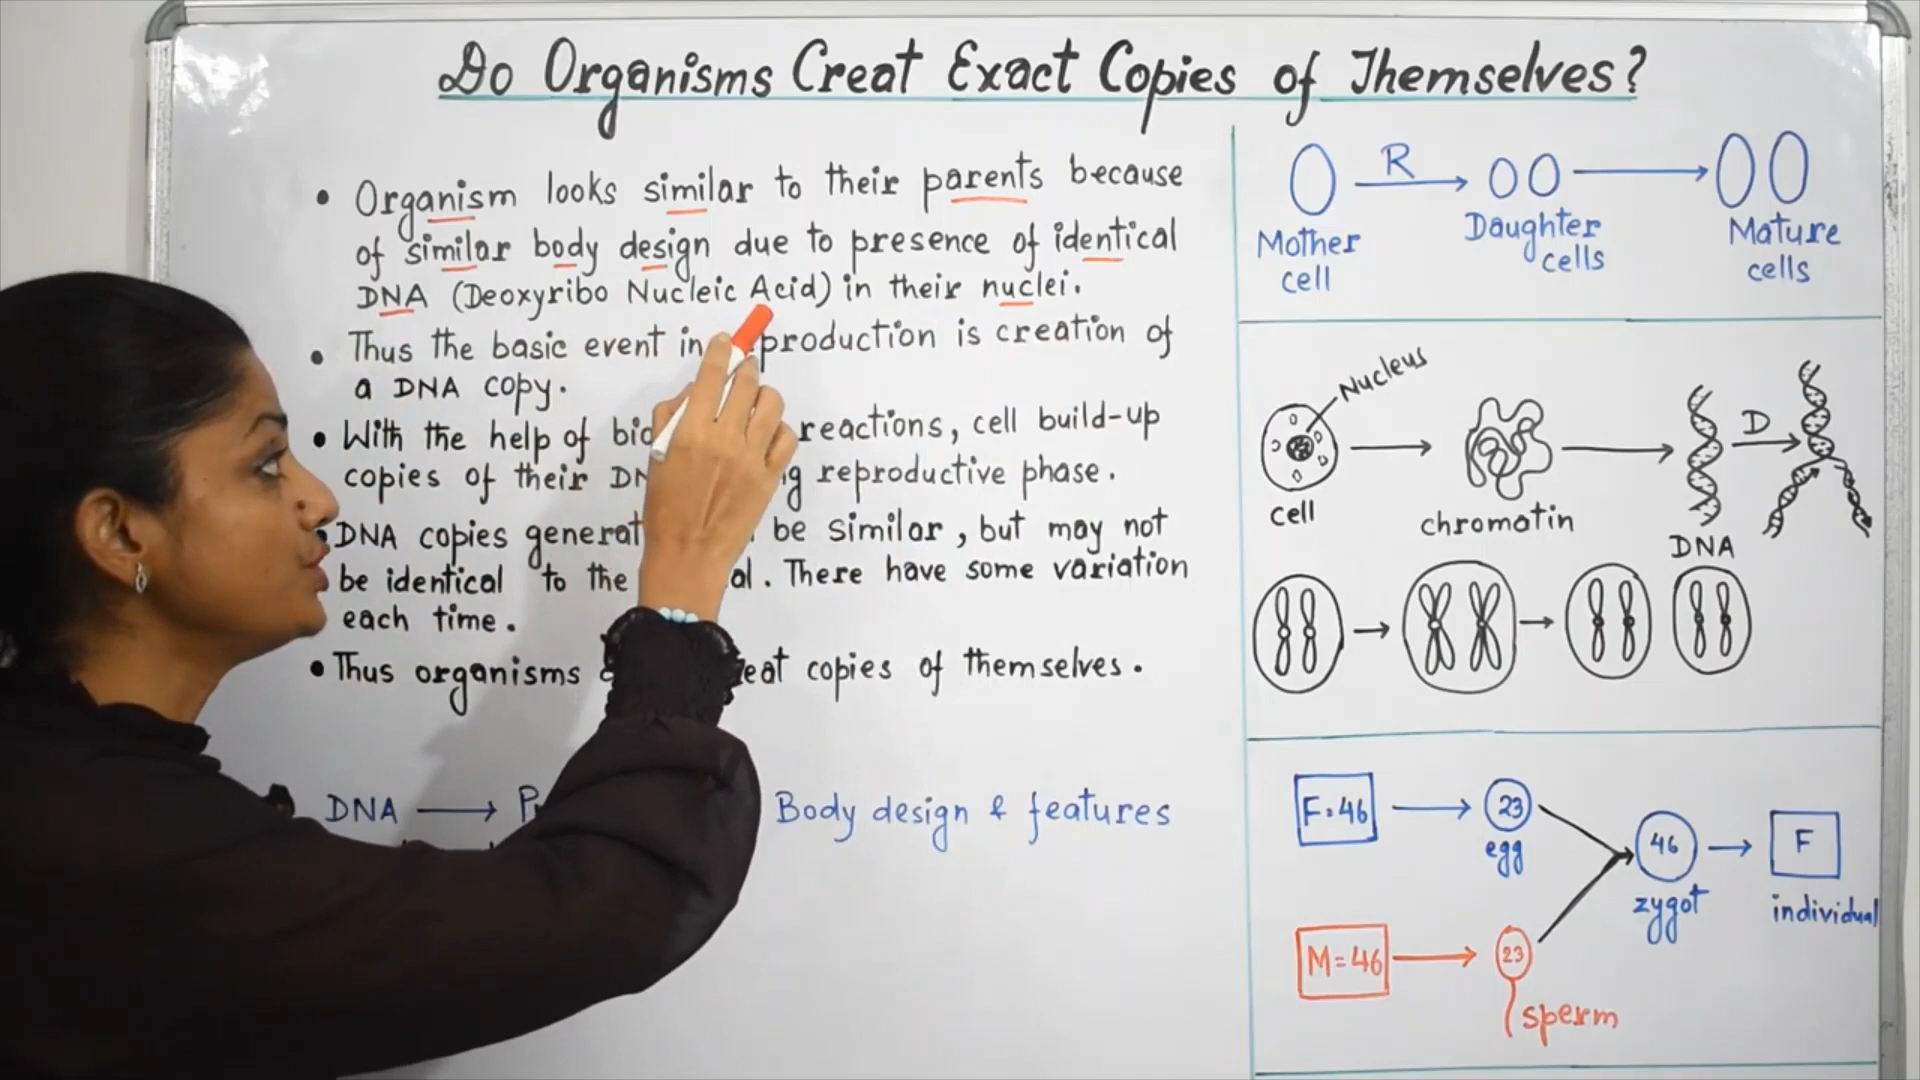 Do Organisms Creat Exact Copies of Themselves?
• Organism looks similar to their parents because
of similar body design due to presence of identical
DNA (Deoxyribo Nucleic Acid) in their nuclei.
• Thus the basic event in production is creation of
a DNA copy.
• With the help of reactions, cell build-up
copies of their reproductive phase.
• DNA copies be similar, but may not
be identical to the There have some variation
each time.
• Thus organisms copies of themselves.
DNA → Body design & features
R
Mother cell
Daughter cells
Mature cells
Nucleus
D
cell
chromatin
DNA
F=46
23
egg
46
zygot
F
individual
M=46
23
sperm